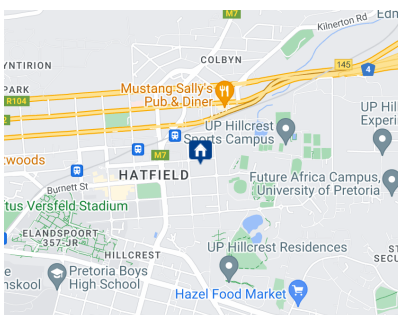 M7
Kilnerton Rd
Edm
COLBYN
YNTIRION
145
4
PARK
Mustang Sally's
Pub & Diner
R104
UP Hillcrest
Sports Campus
UP Hil
Experi
twoods
M7
Burnett St
HATFIELD
Future Africa Campus,
University of Pretoria
tus Versfeld Stadium
ELANDSPOORT
357-JR
HILLCREST
UP Hillcrest Residences
ST
SECU
e
nskool
Pretoria Boys
High School
Hazel Food Market